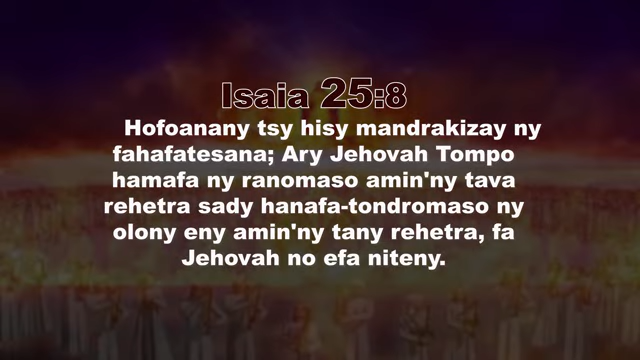 Isaia 25:8
Hofoanany tsy hisy mandrakizay ny
fahafatesana; Ary Jehovah Tompo
hamafa ny ranomaso amin'ny tava
rehetra sady hanafa-tondromaso ny
olony eny amin'ny tany rehetra, fa
Jehovah no efa niteny.